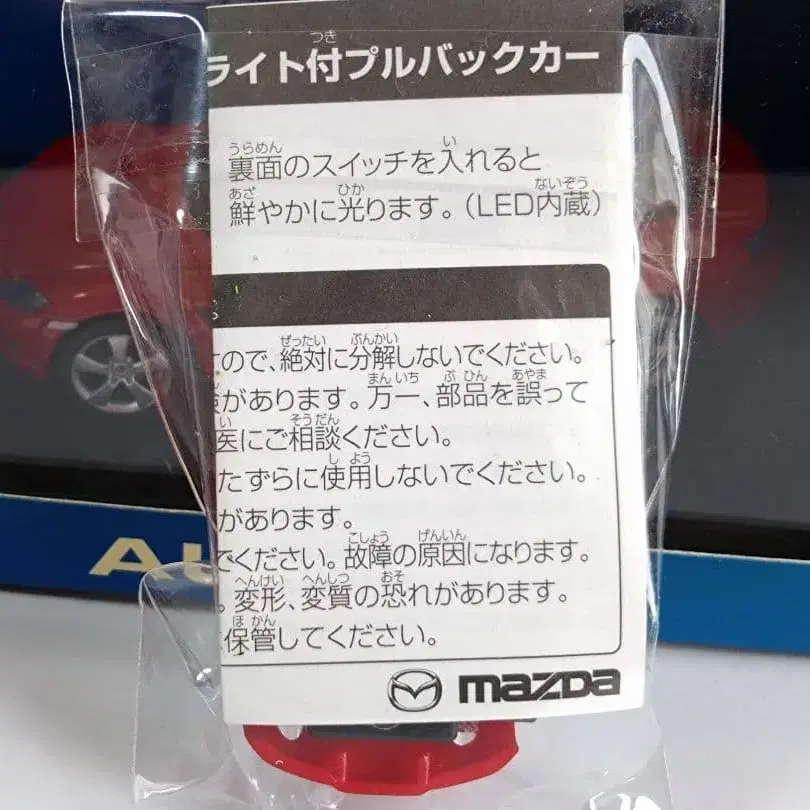 ライト付プルバックカー
裏面のスイッチを入れると
鮮やかに光ります。(LED内蔵)
ので、絶対に分解しないでください。
があります。万一、部品を誤って
医にご相談ください。
たずらに使用しないでください。
があります。
でください。故障の原因になります。
。変形、変質の恐れがあります。
保管してください。
mazda
AU